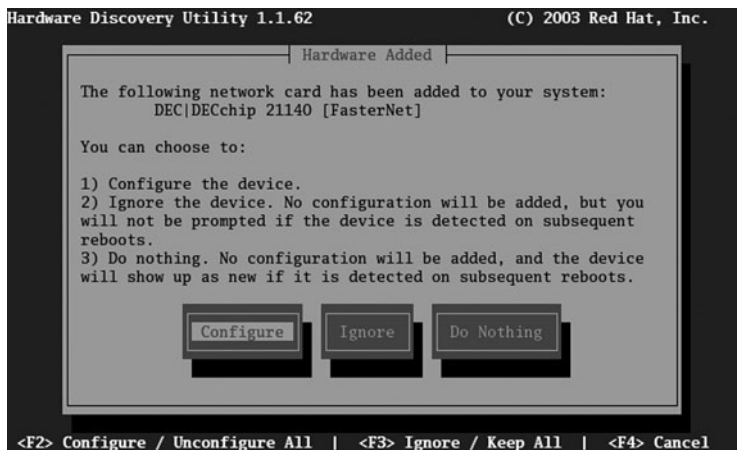 Hardware Discovery Utility 1.1.62 (C) 2003 Red Hat, Inc.
Hardware Added
The following network card has been added to your system:
DEC|DECchip 21140 [FasterNet]
You can choose to:
1) Configure the device.
2) Ignore the device. No configuration will be added, but you
will not be prompted if the device is detected on subsequent
reboots.
3) Do nothing. No configuration will be added, and the device
will show up as new if it is detected on subsequent reboots.
Configure Ignore Do Nothing
<F2> Configure / Unconfigure All | <F3> Ignore / Keep All | <F4> Cancel